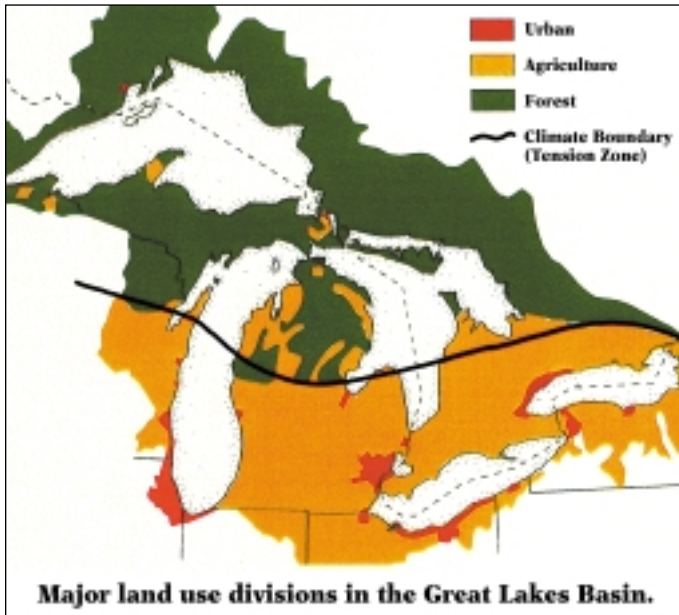 Urban
Agriculture
Forest
Climate Boundary
(Tension Zone)
Major land use divisions in the Great Lakes Basin.